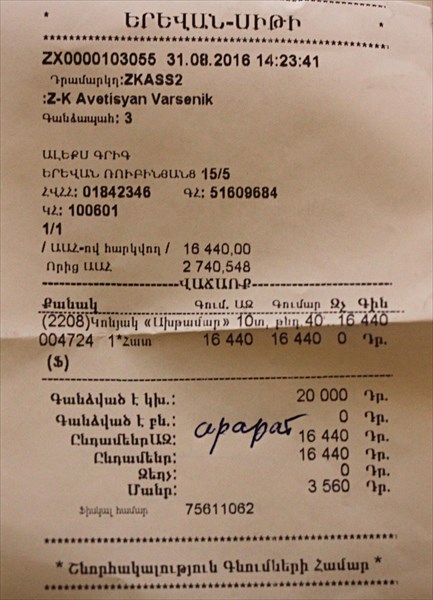 * ԵՐԵՎԱՆ-ՍԻԹԻ *
ZX0000103055 31.08.2016 14:23:41
Դրամարկղ:ZKASS2
:Z-K Avetisyan Varsenik
Գանձապահ: 3
ԱԼԵՔՍ ԳՐԻԳ
ԵՐԵՎԱՆ ՌՈՒԲԻՆՅԱՆՑ 15/5
ՀՎՀՀ: 01842346 ԳՀ: 51609684
ԿՀ: 100601
1/1
/ ԱԱՀ-ով հարկվող / 16 440,00
Որից ԱԱՀ 2 740,548
ՎԱՃԱՌՔ
Քանակ Գում. ԱԶ Գումար Զչ Գին
(2208)Կոնյակ «Ախթամար» 10տ, թնդ.40 16 440
004724 1*Հատ 16 440 16 440 0 Դր.
(Ֆ)
Գանձված է կխ.: 20 000 Դր.
Գանձված է բն.: 0 Դր.
арарат
ԸնդամենըԱԶ: 16 440 Դր.
Ընդամենը: 16 440 Դր.
Զեղչ: 0 Դր.
Մանր: 3 560 Դր.
Ֆիսկալ համար 75611062
* Շնորհակալություն Գնումների Համար *